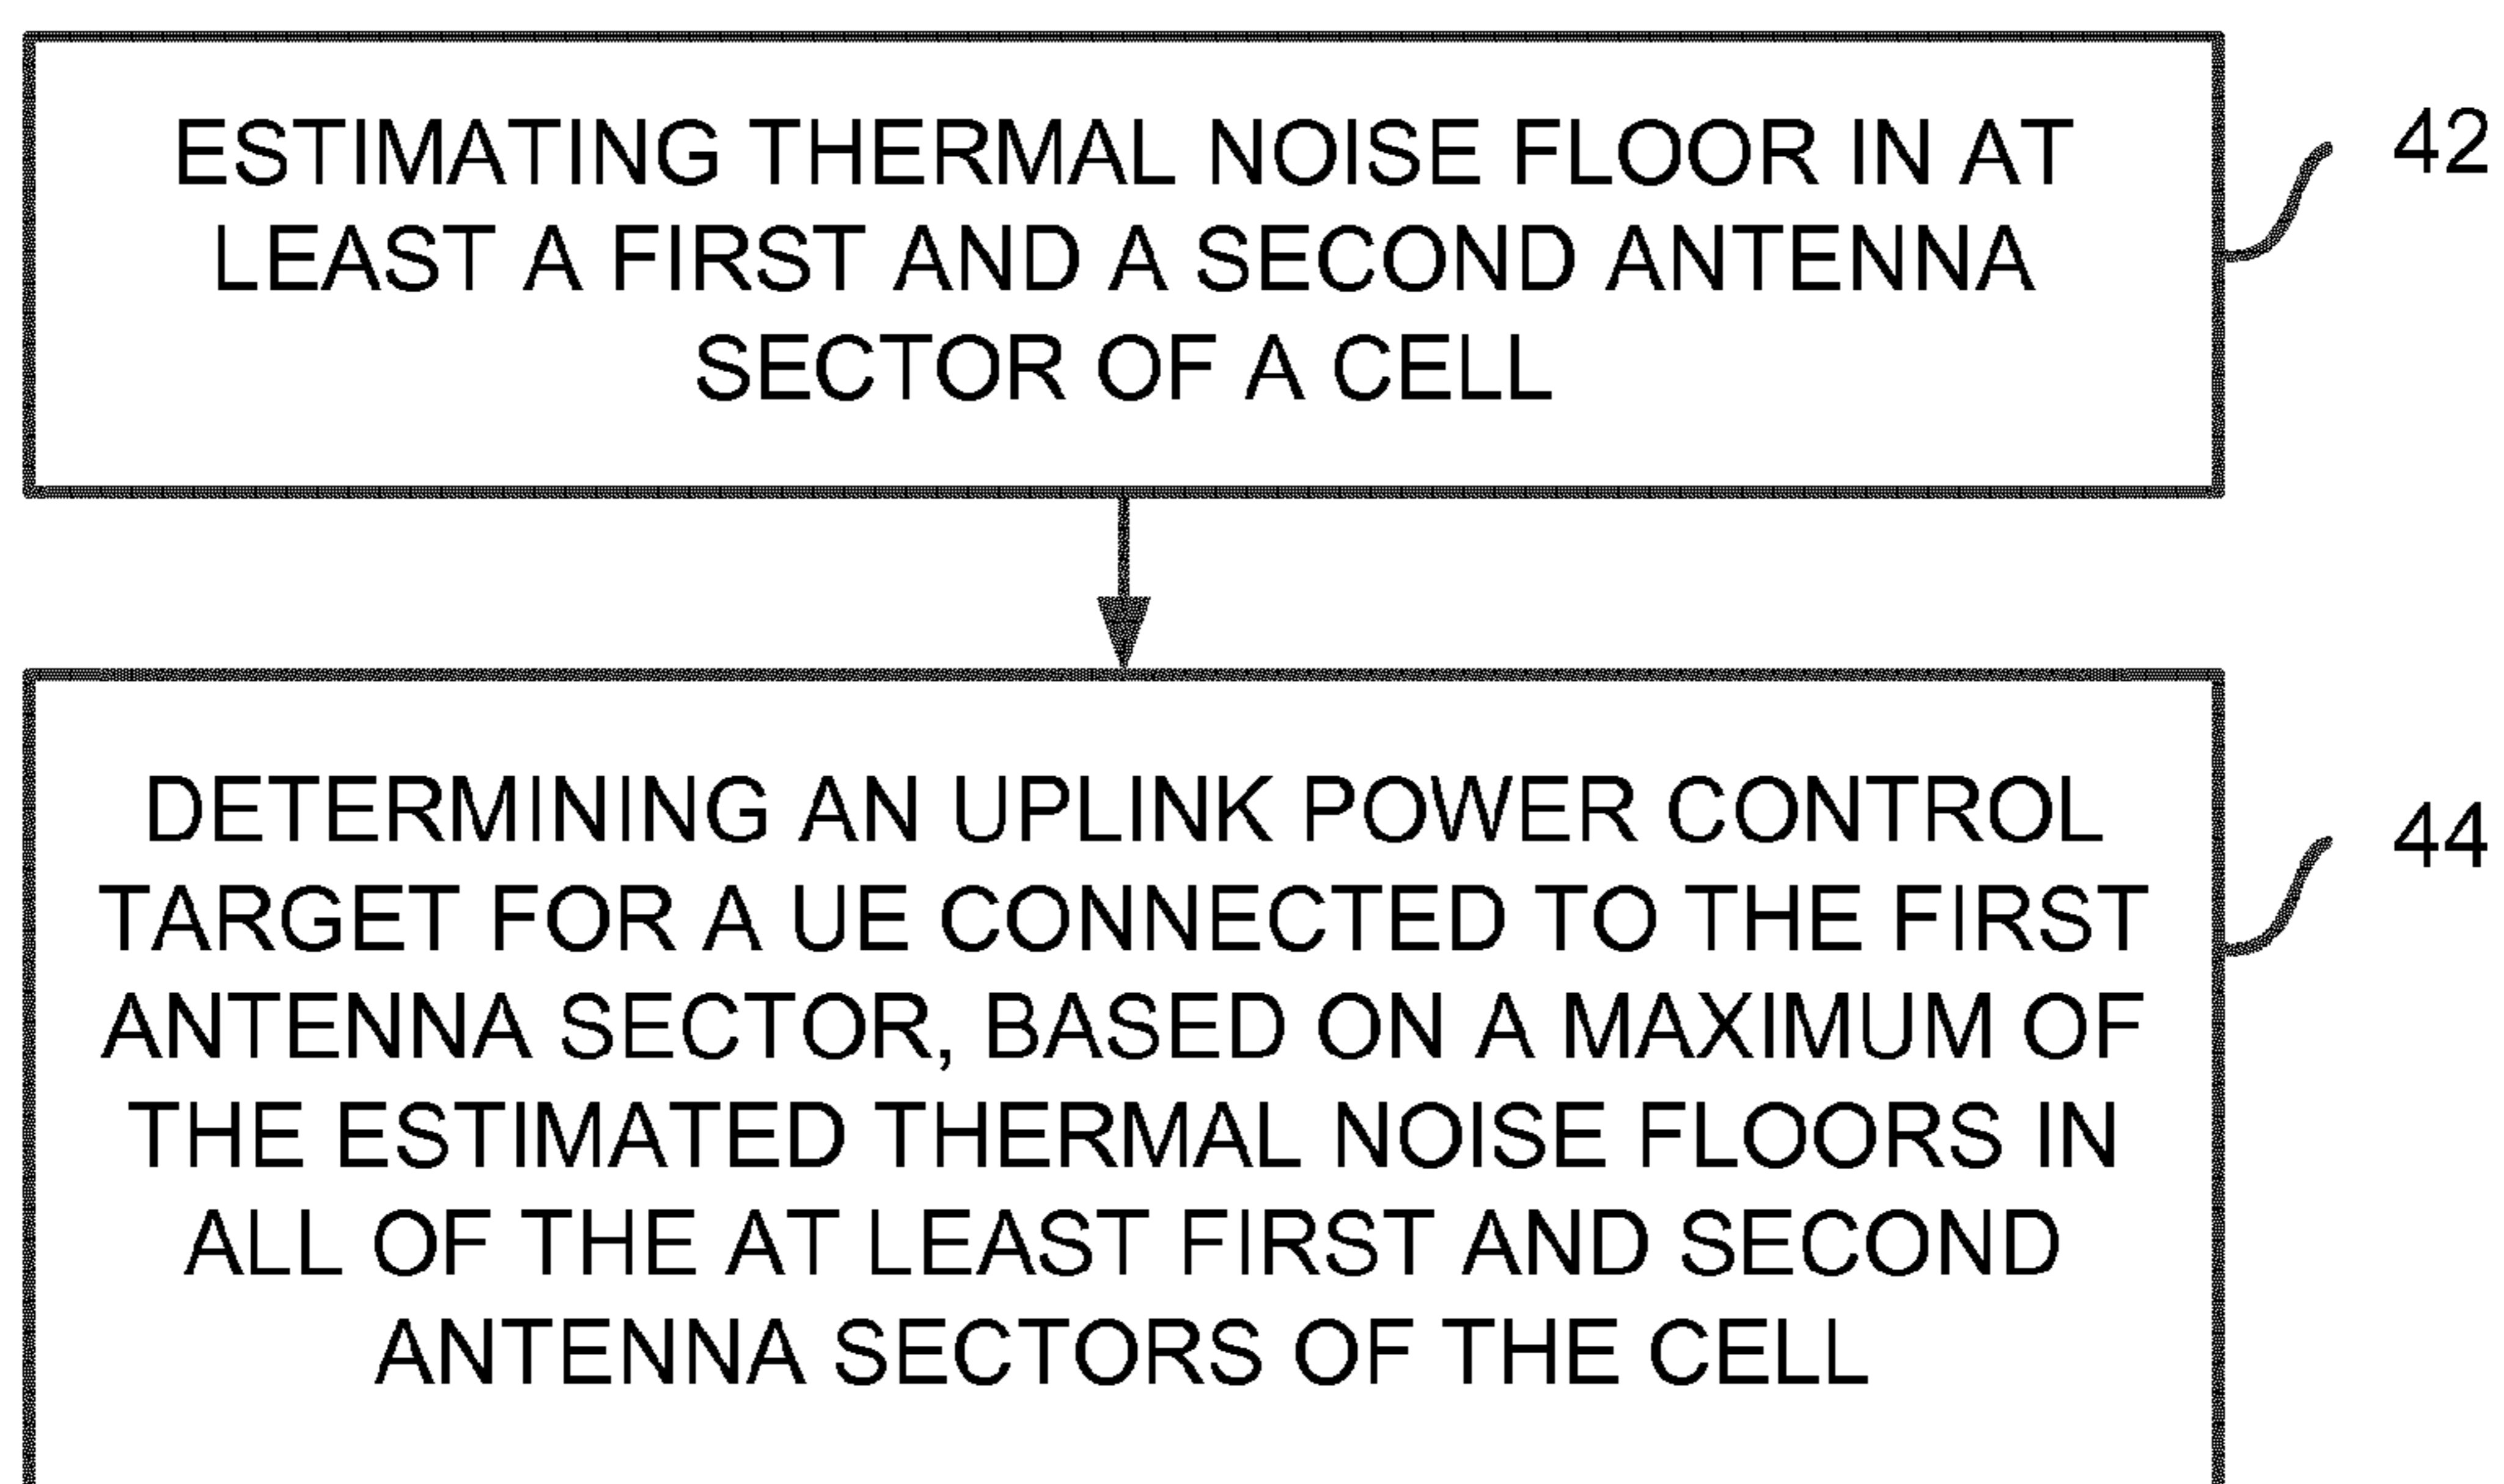 ESTIMATING THERMAL NOISE FLOOR IN AT
LEAST A FIRST AND A SECOND ANTENNA
SECTOR OF A CELL
42
DETERMINING AN UPLINK POWER CONTROL
TARGET FOR A UE CONNECTED TO THE FIRST
ANTENNA SECTOR, BASED ON A MAXIMUM OF
THE ESTIMATED THERMAL NOISE FLOORS IN
ALL OF THE AT LEAST FIRST AND SECOND
ANTENNA SECTORS OF THE CELL
44